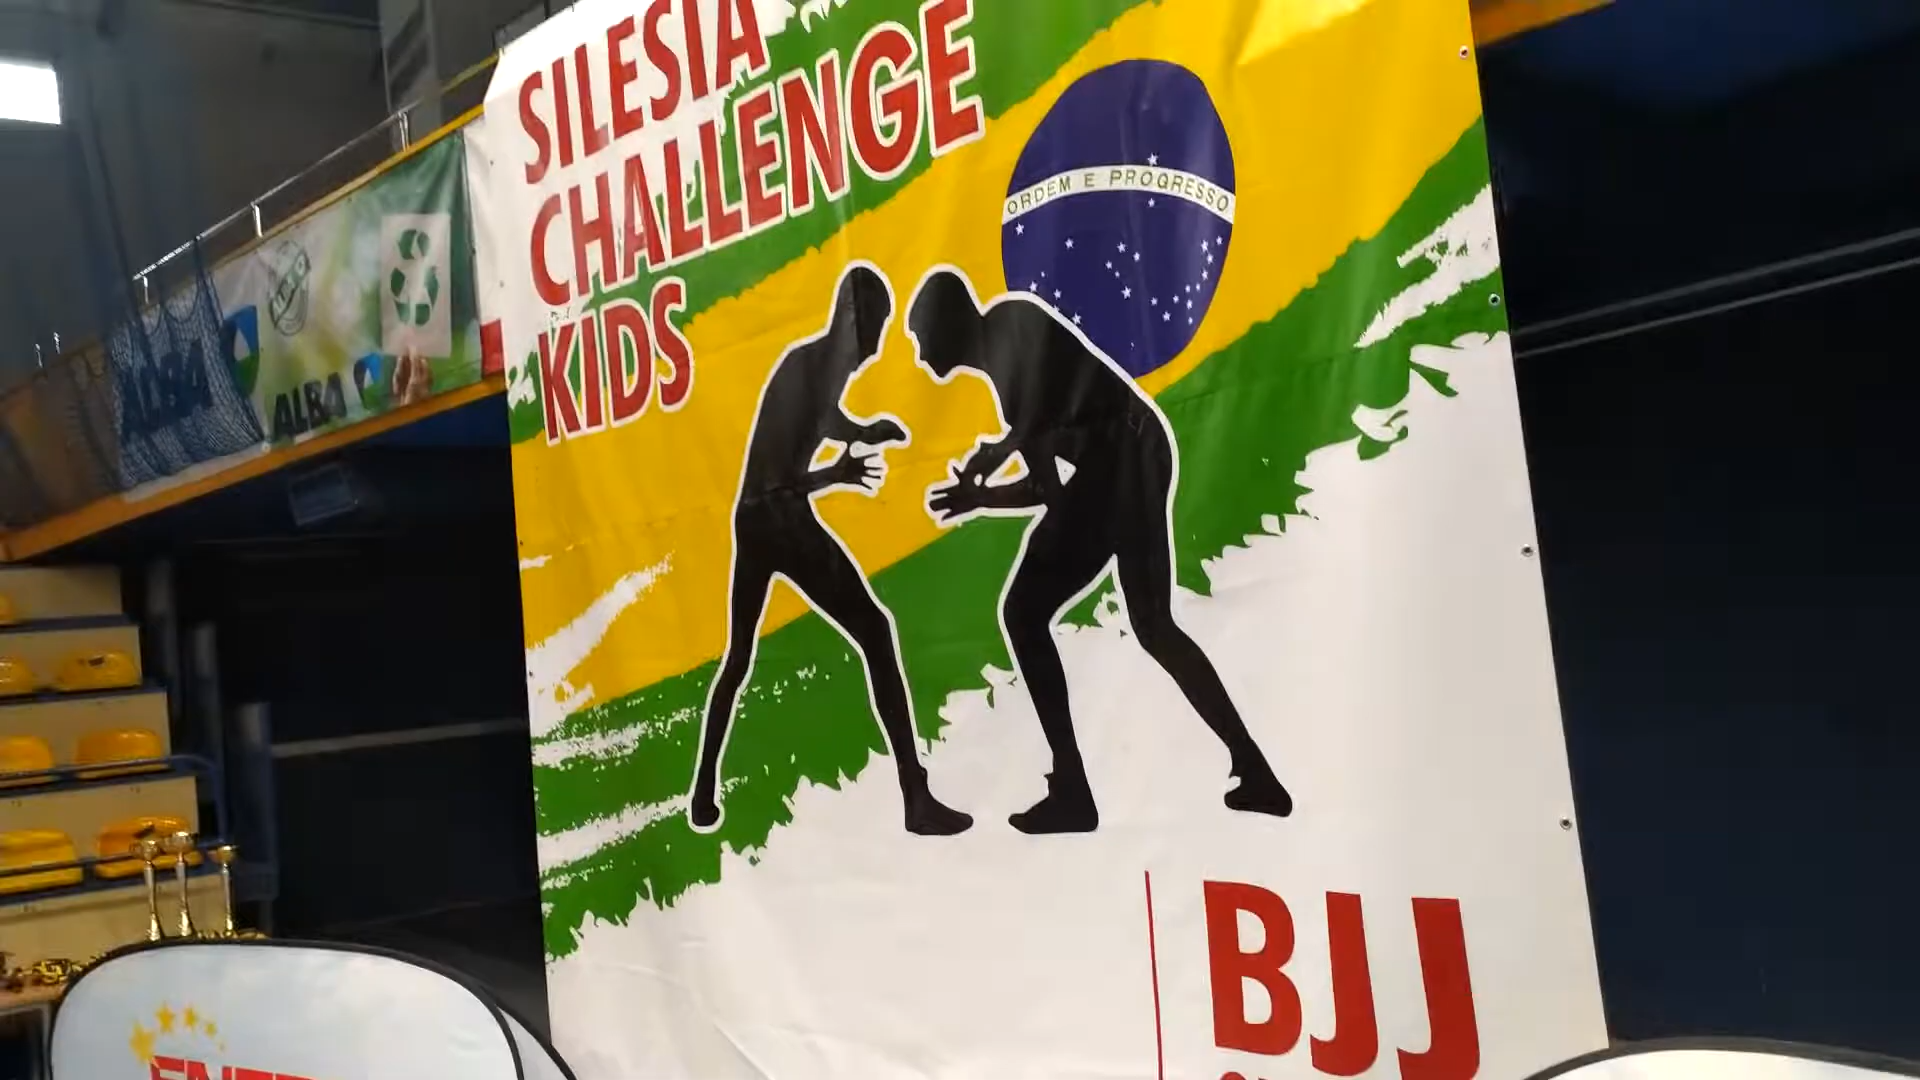 SILESIA
CHALLENGE
KIDS
ORDEM E PROGRESSO
ALBA
ALBA
BJJ